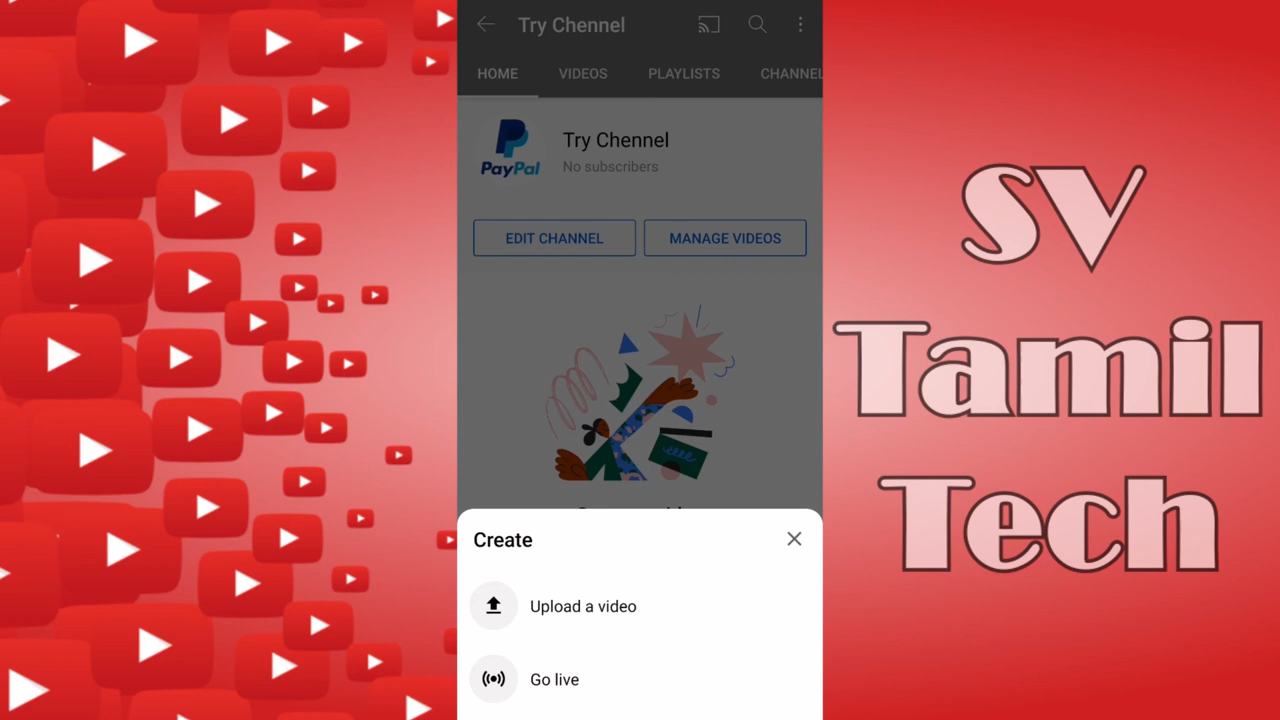 Try Chennel
HOME VIDEOS PLAYLISTS CHANNEL
PayPal
Try Chennel
No subscribers
EDIT CHANNEL MANAGE VIDEOS
Create
Upload a video
Go live
SV
Tamil
Tech